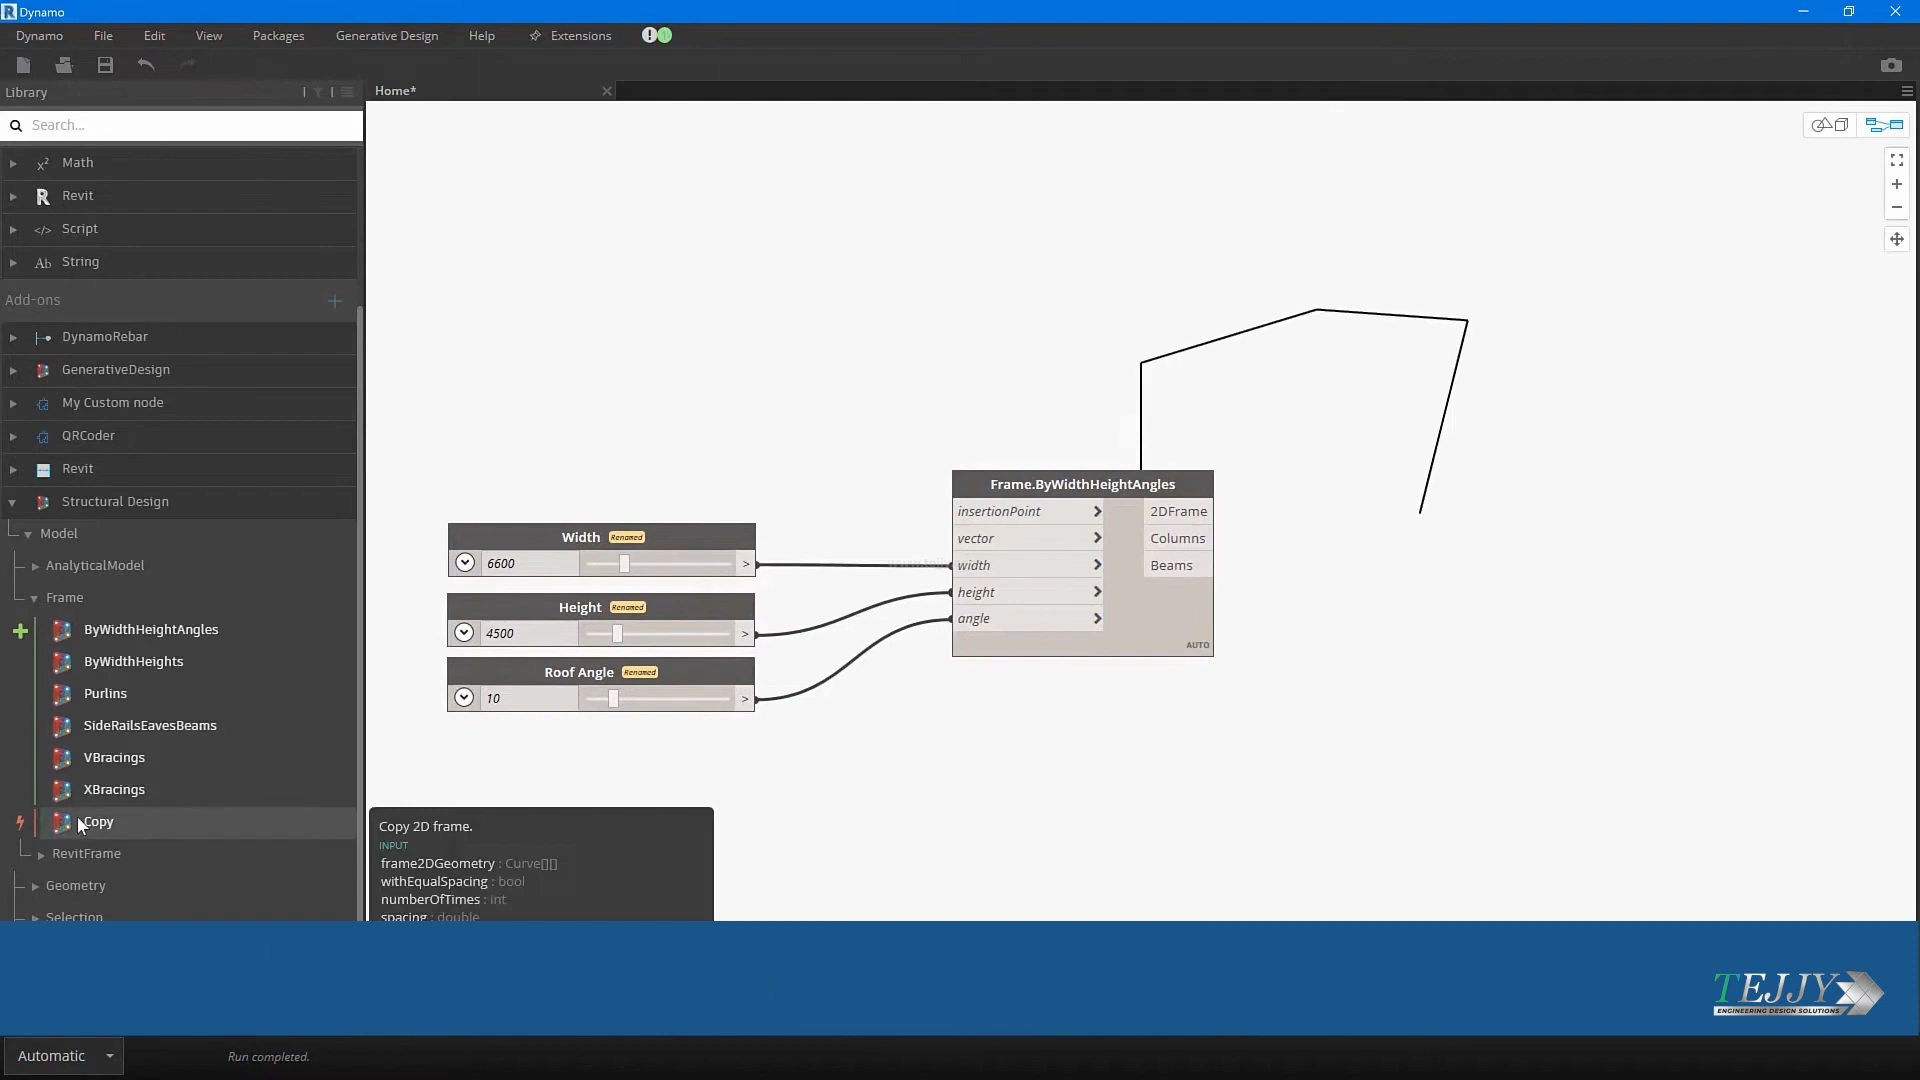 Dynamo
Dynamo File Edit View Packages Generative Design Help Extensions
Library
Home*
Search...
Math
Revit
Script
Ab String
Add-ons
DynamoRebar
GenerativeDesign
My Custom node
QRCoder
Revit
Structural Design
Model
AnalyticalModel
Frame
ByWidthHeightAngles
ByWidthHeights
Purlins
SideRailsEavesBeams
VBracings
XBracings
Copy
RevitFrame
Geometry
Selection
Width Renamed
6600 >
Height Renamed
4500 >
Roof Angle Renamed
10 >
Frame.ByWidthHeightAngles
insertionPoint 2DFrame
vector Columns
width Beams
height
angle
AUTO
Copy 2D frame.
INPUT
frame2DGeometry : Curve[][]
withEqualSpacing : bool
numberOfTimes : int
spacing : double
TEJJY
ENGINEERING DESIGN SOLUTIONS
Automatic
Run completed.